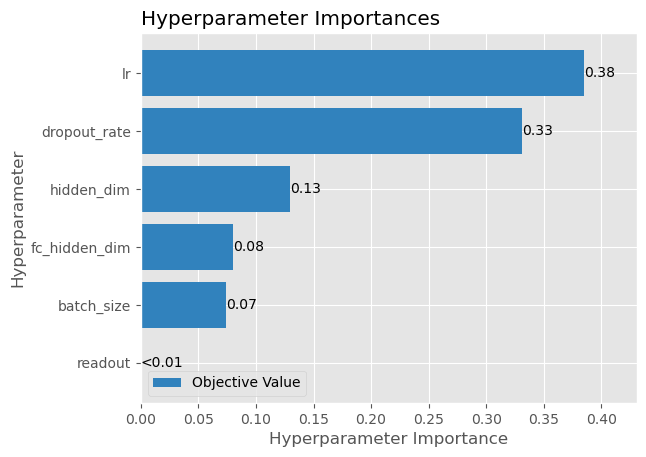 Hyperparameter Importances
Hyperparameter
lr
0.38
dropout_rate
0.33
hidden_dim
0.13
fc_hidden_dim
0.08
batch_size
0.07
readout
<0.01
Objective Value
0.00 0.05 0.10 0.15 0.20 0.25 0.30 0.35 0.40
Hyperparameter Importance